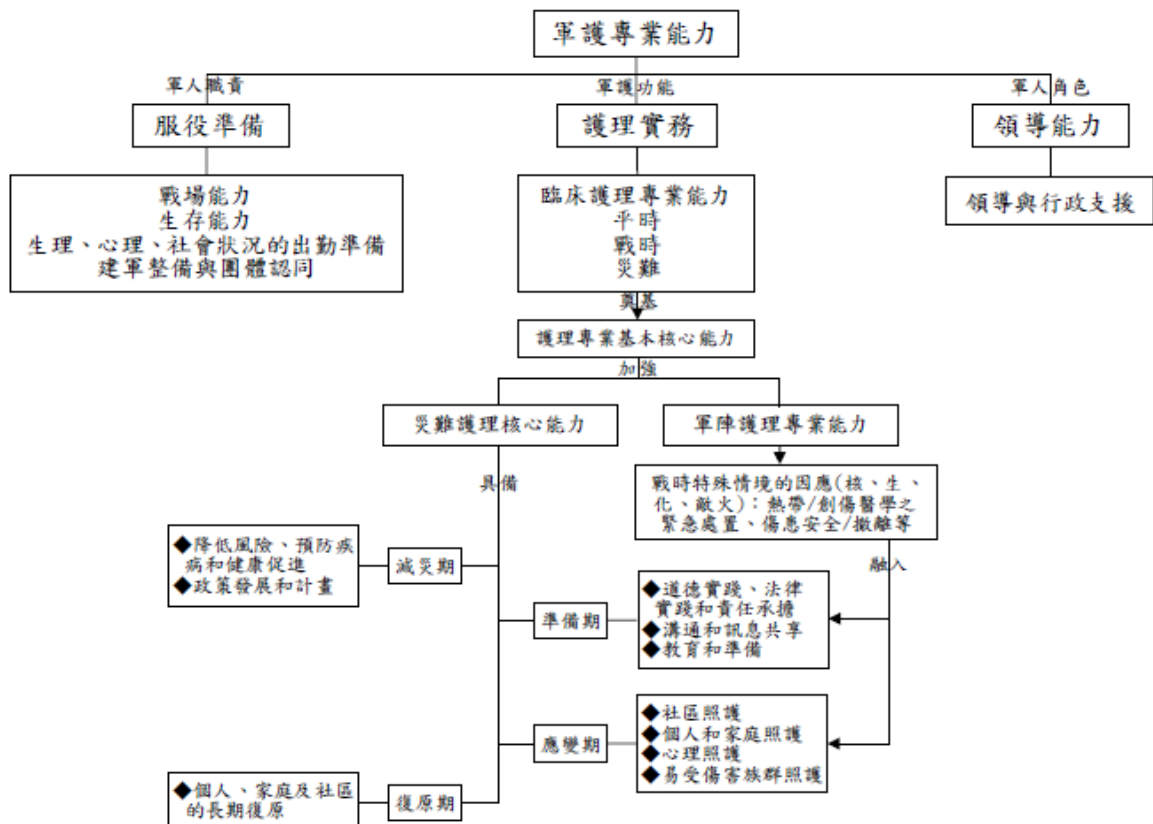 軍護專業能力
軍人職責
軍護功能
軍人角色
服役準備
護理實務
領導能力
戰場能力
生存能力
生理、心理、社會狀況的出勤準備
建軍整備與團體認同
臨床護理專業能力
平時
戰時
災難
領導與行政支援
奠基
護理專業基本核心能力
加強
災難護理核心能力
軍陣護理專業能力
具備
戰時特殊情境的因應(核、生、
化、敵火)：熱帶/創傷醫學之
緊急處置、傷患安全/撤離等
融入
◆降低風險、預防疾
病和健康促進
◆政策發展和計畫
減災期
準備期
◆道德實踐、法律
實踐和責任承擔
◆溝通和訊息共享
◆教育和準備
應變期
◆社區照護
◆個人和家庭照護
◆心理照護
◆易受傷害族群照護
◆個人、家庭及社區
的長期復原
復原期